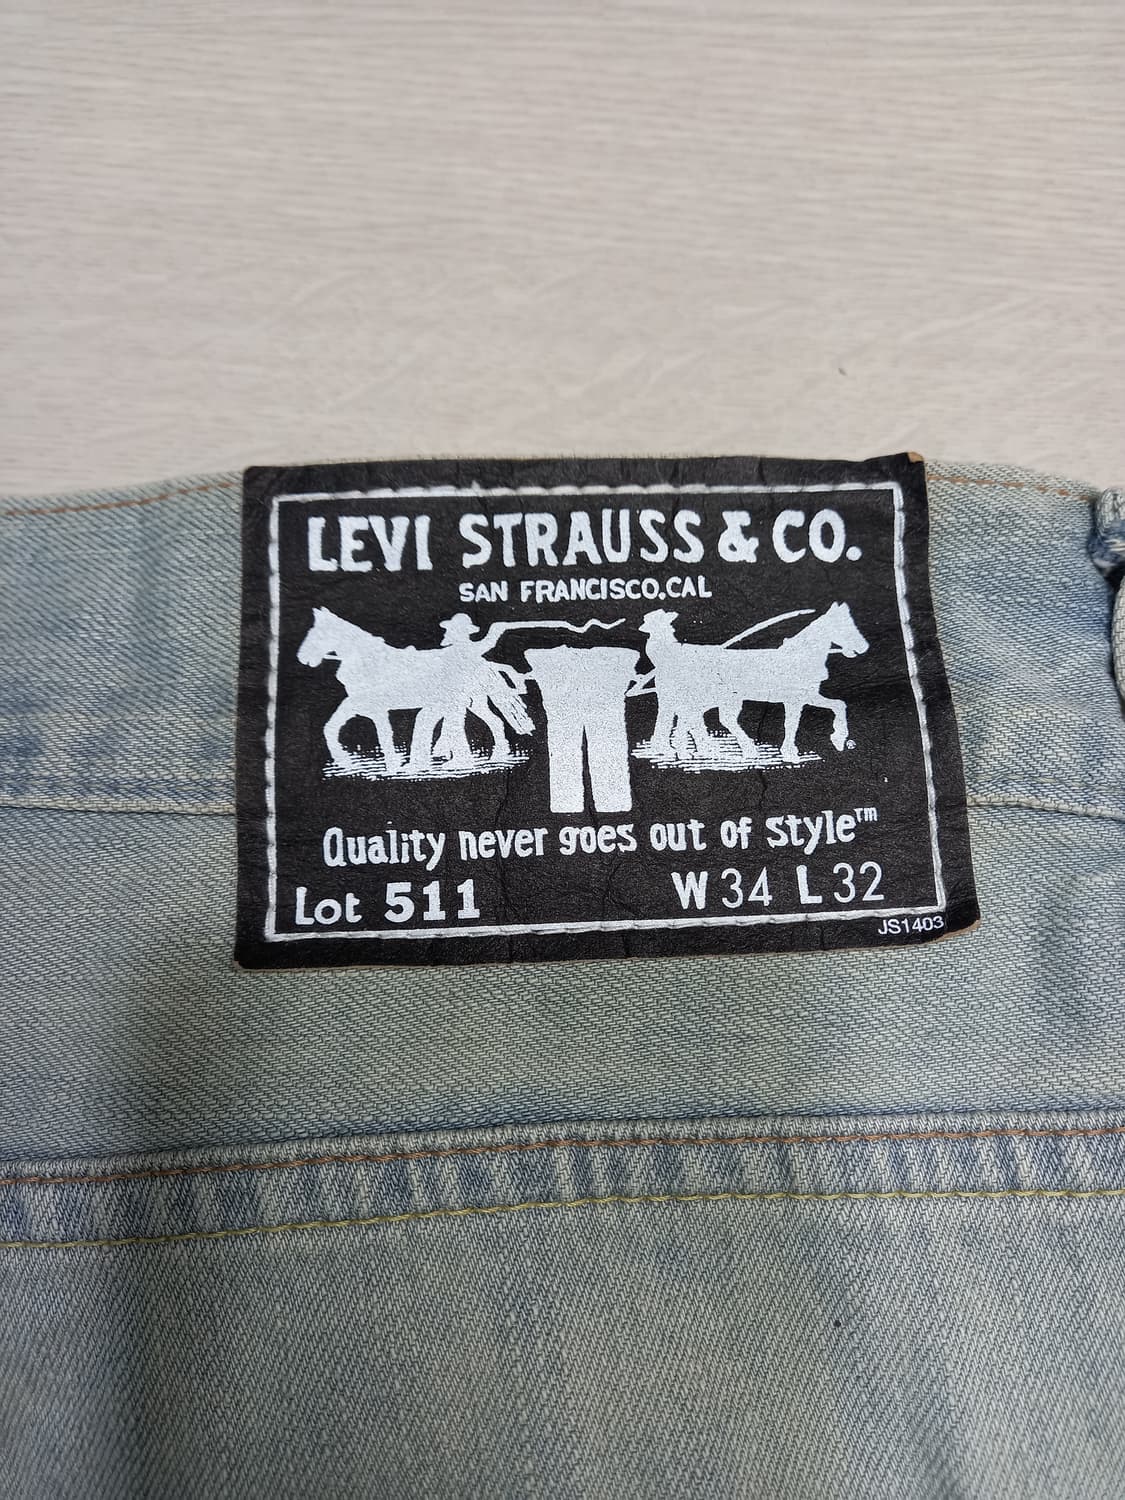 LEVI STRAUSS & CO.
SAN FRANCISCO.CAL
®
Quality never goes out of style™
Lot 511 W 34 L 32
JS1403